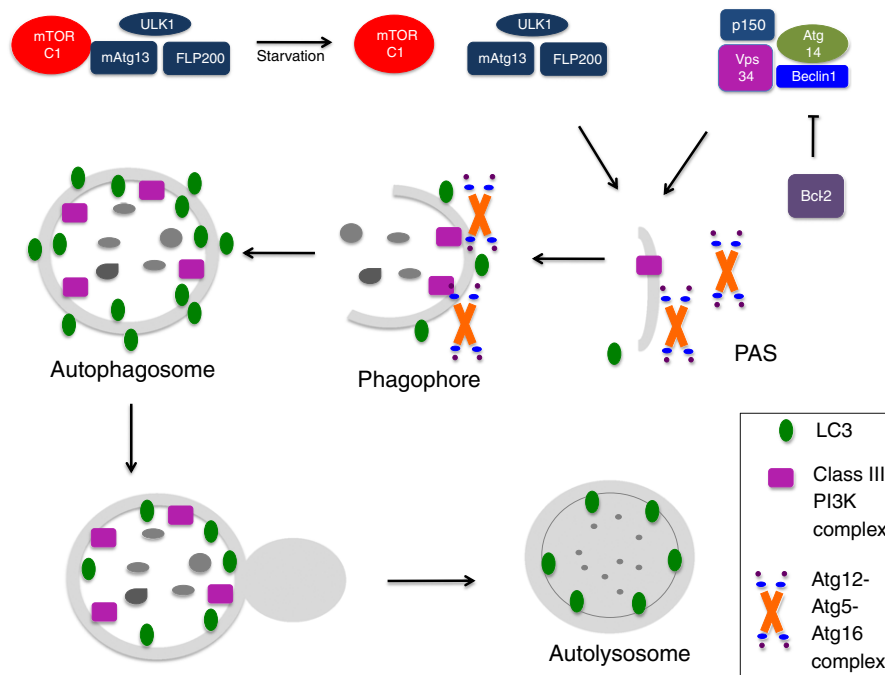 ULK1
mTOR
C1
mAtg13
FLP200
Starvation
mTOR
C1
ULK1
mAtg13
FLP200
p150
Atg
14
Vps
34
Beclin1
Bcl-2
Autophagosome
Phagophore
PAS
LC3
Class III
PI3K
complex
Atg12-
Atg5-
Atg16
complex
Autolysosome